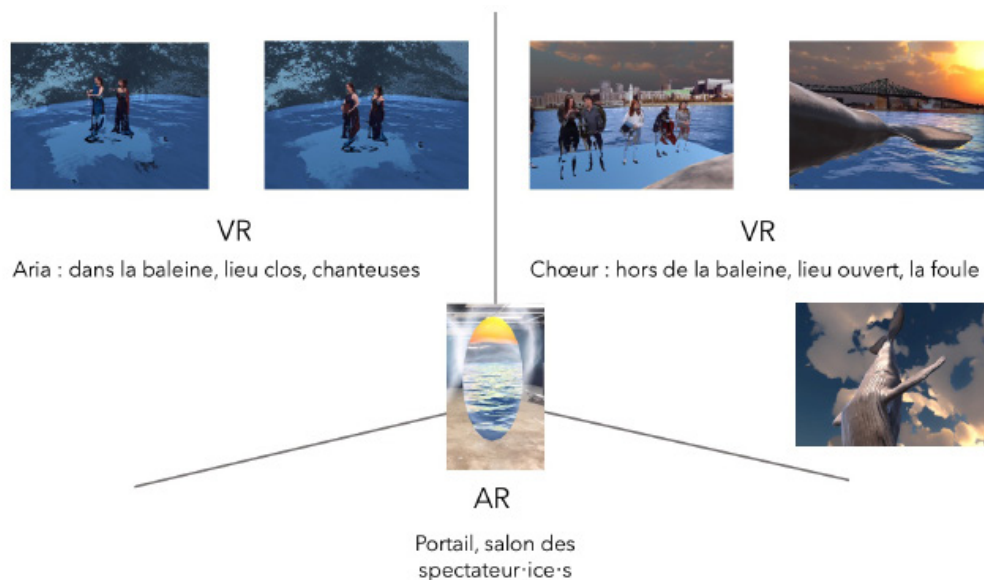 VR
Aria : dans la baleine, lieu clos, chanteuses
VR
Chœur : hors de la baleine, lieu ouvert, la foule
AR
Portail, salon des
spectateur·ice·s